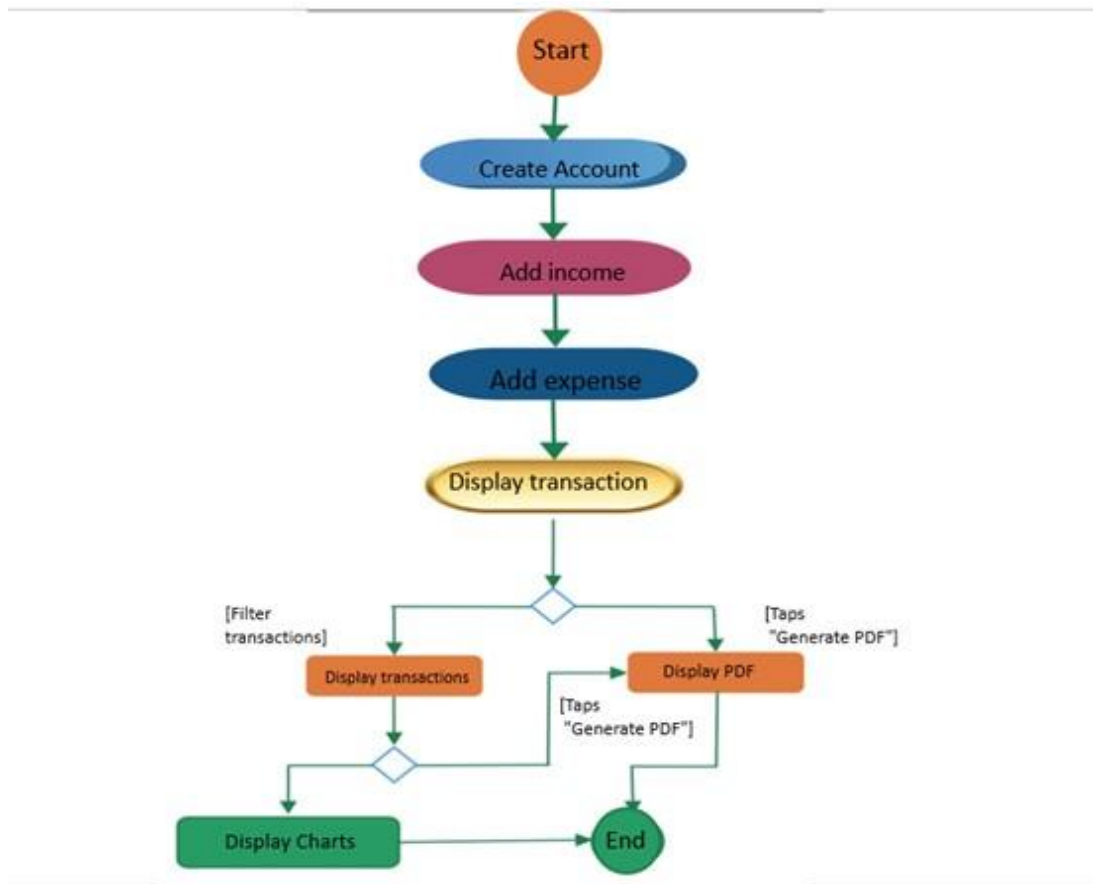 Start
Create Account
Add income
Add expense
Display transaction
[Filter
transactions]
[Taps
"Generate PDF"]
Display transactions
Display PDF
[Taps
"Generate PDF"]
Display Charts
End